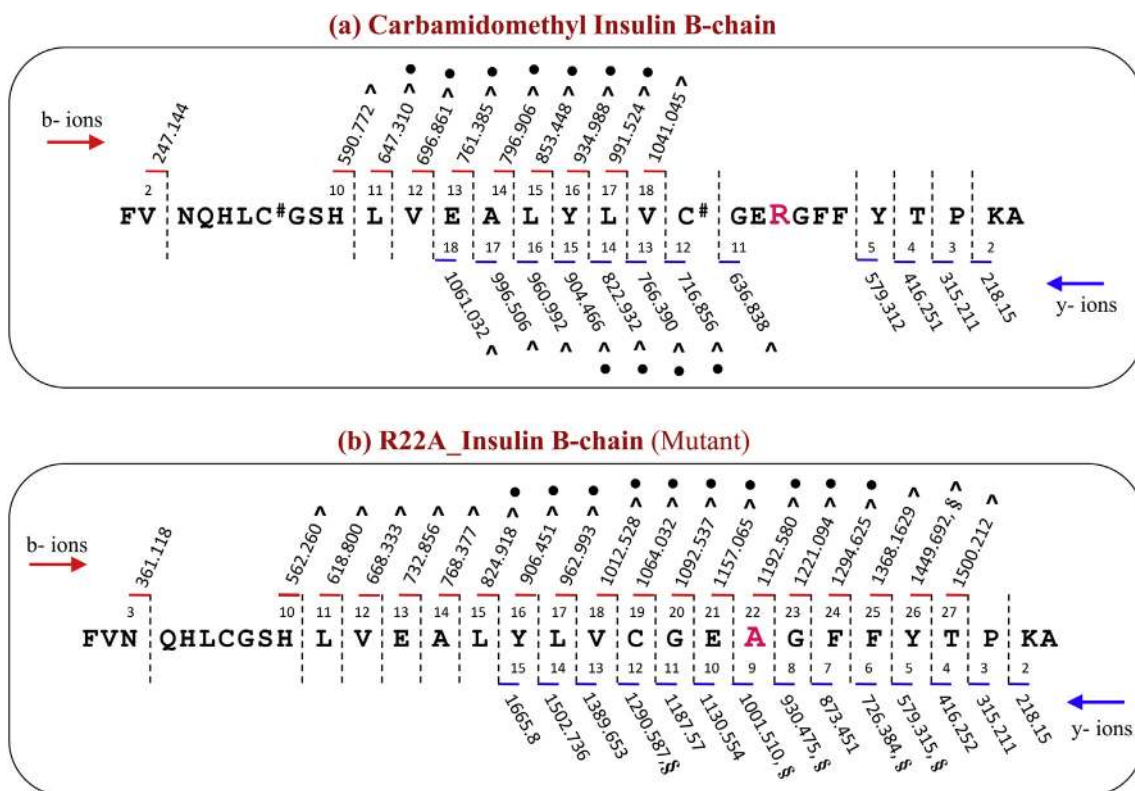 (a) Carbamidomethyl Insulin B-chain
b- ions
247.144 590.772 647.310 696.861 761.385 796.906 853.448 934.988 991.524 1041.045
2 10 11 12 13 14 15 16 17 18
FV NQHLC#GSH L V E A L Y L V C# GERGFF Y T P KA
18 17 16 15 14 13 12 11 5 4 3 2
1061.032 996.506 960.992 904.466 822.932 766.390 716.856 636.838 579.312 416.251 315.211 218.15
y- ions
(b) R22A_Insulin B-chain (Mutant)
b- ions
361.118 562.260 618.800 668.333 732.856 768.377 824.918 906.451 962.993 1012.528 1064.032 1092.537 1157.065 1192.580 1221.094 1294.625 1368.1629 1449.692, § 1500.212
3 10 11 12 13 14 15 16 17 18 19 20 21 22 23 24 25 26 27
FVN QHLCGSH L V E A L Y L V C G E A G F F Y T P KA
15 14 13 12 11 10 9 8 7 6 5 4 3 2
1665.8 1502.736 1389.653 1290.587,§ 1187.57 1130.554 1001.510, § 930.475, § 873.451 726.384, § 579.315, § 416.252 315.211 218.15
y- ions